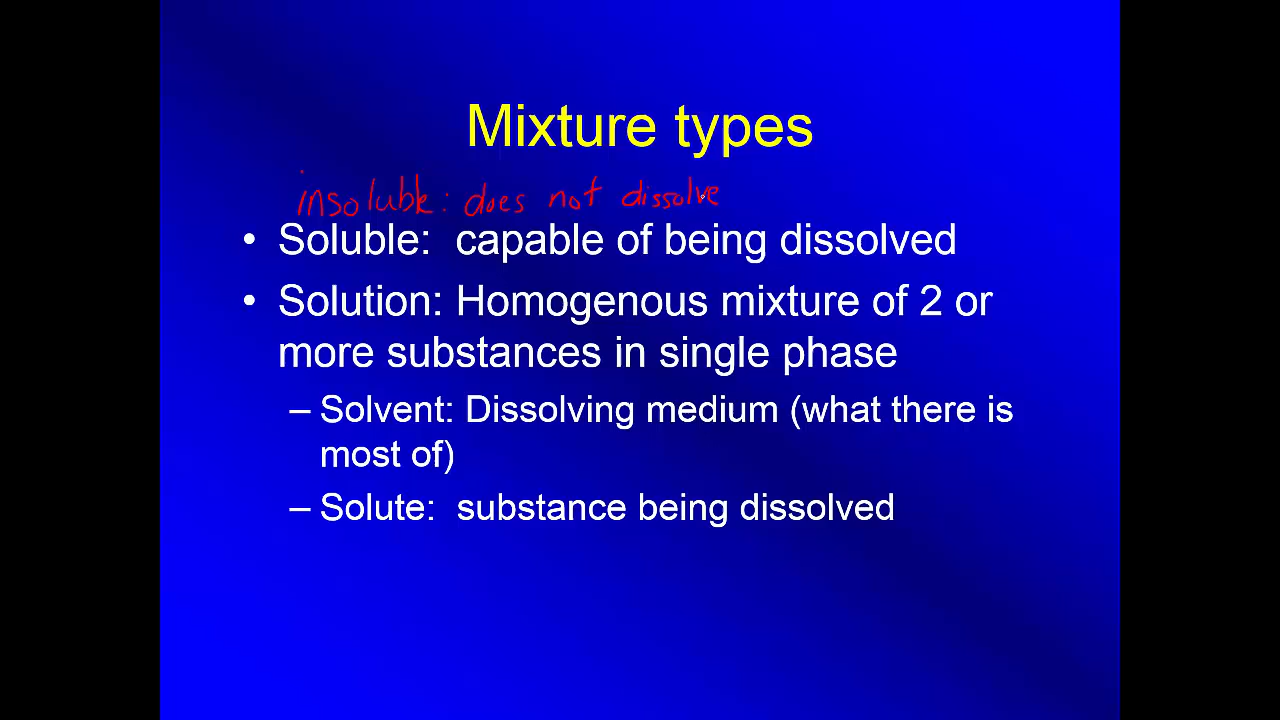 Mixture types
insoluble: does not dissolve
• Soluble: capable of being dissolved
• Solution: Homogenous mixture of 2 or
more substances in single phase
– Solvent: Dissolving medium (what there is
most of)
– Solute: substance being dissolved